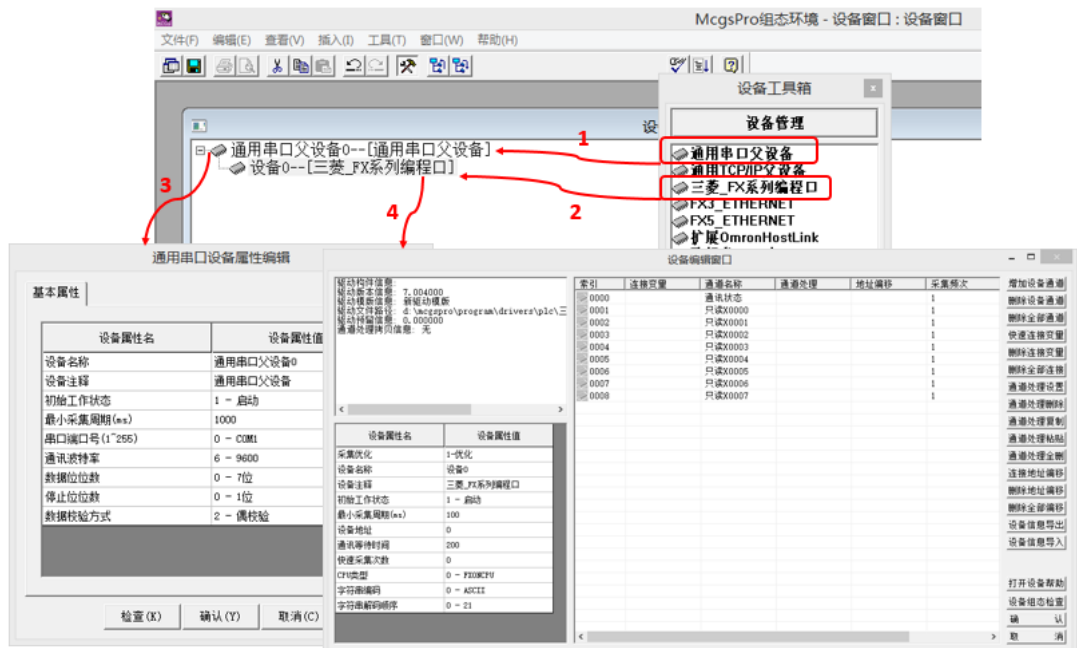 McgsPro组态环境 - 设备窗口 : 设备窗口
文件(F) 编辑(E) 查看(V) 插入(I) 工具(T) 窗口(W) 帮助(H)
设备工具箱
x
设备管理
设
1
通用串口父设备0--[通用串口父设备]
设备0--[三菱_FX系列编程口]
通用串口父设备
通用TCP/IP父设备
三菱_FX系列编程口
FX3_ETHERNET
FX5_ETHERNET
扩展OmronHostLink
3
4
2
通用串口设备属性编辑
基本属性
设备属性名 设备属性值
设备名称 通用串口父设备0
设备注释 通用串口父设备
初始工作状态 1 - 启动
最小采集周期(ms) 1000
串口端口号(1~255) 0 - COM1
通讯波特率 6 - 9600
数据位位数 0 - 7位
停止位位数 0 - 1位
数据校验方式 2 - 偶校验
检查(K) 确认(Y) 取消(C)
设备编辑窗口
驱动构件信息:
驱动版本信息: 7.004000
驱动模版信息: 新驱动模版
驱动文件路径: d:\mcgspro\program\drivers\plc\三
驱动预留信息: 0.000000
通道处理拷贝信息: 无
设备属性名 设备属性值
采集优化 1-优化
设备名称 设备0
设备注释 三菱_FX系列编程口
初始工作状态 1 - 启动
最小采集周期(ms) 100
设备地址 0
通讯等待时间 200
快速采集次数 0
CPU类型 0 - FX0NCPU
字符串编码 0 - ASCII
字符串解码顺序 0 - 21
索引 连接变量 通道名称 通道处理 地址偏移 采集频次
0000 通讯状态 1
0001 只读X0000 1
0002 只读X0001 1
0003 只读X0002 1
0004 只读X0003 1
0005 只读X0004 1
0006 只读X0005 1
0007 只读X0006 1
0008 只读X0007 1
增加设备通道
删除设备通道
删除全部通道
快速连接变量
删除连接变量
删除全部连接
通道处理设置
通道处理删除
通道处理复制
通道处理粘贴
通道处理全删
连接地址偏移
删除地址偏移
删除全部偏移
设备信息导出
设备信息导入
打开设备帮助
设备组态检查
确 认
取 消